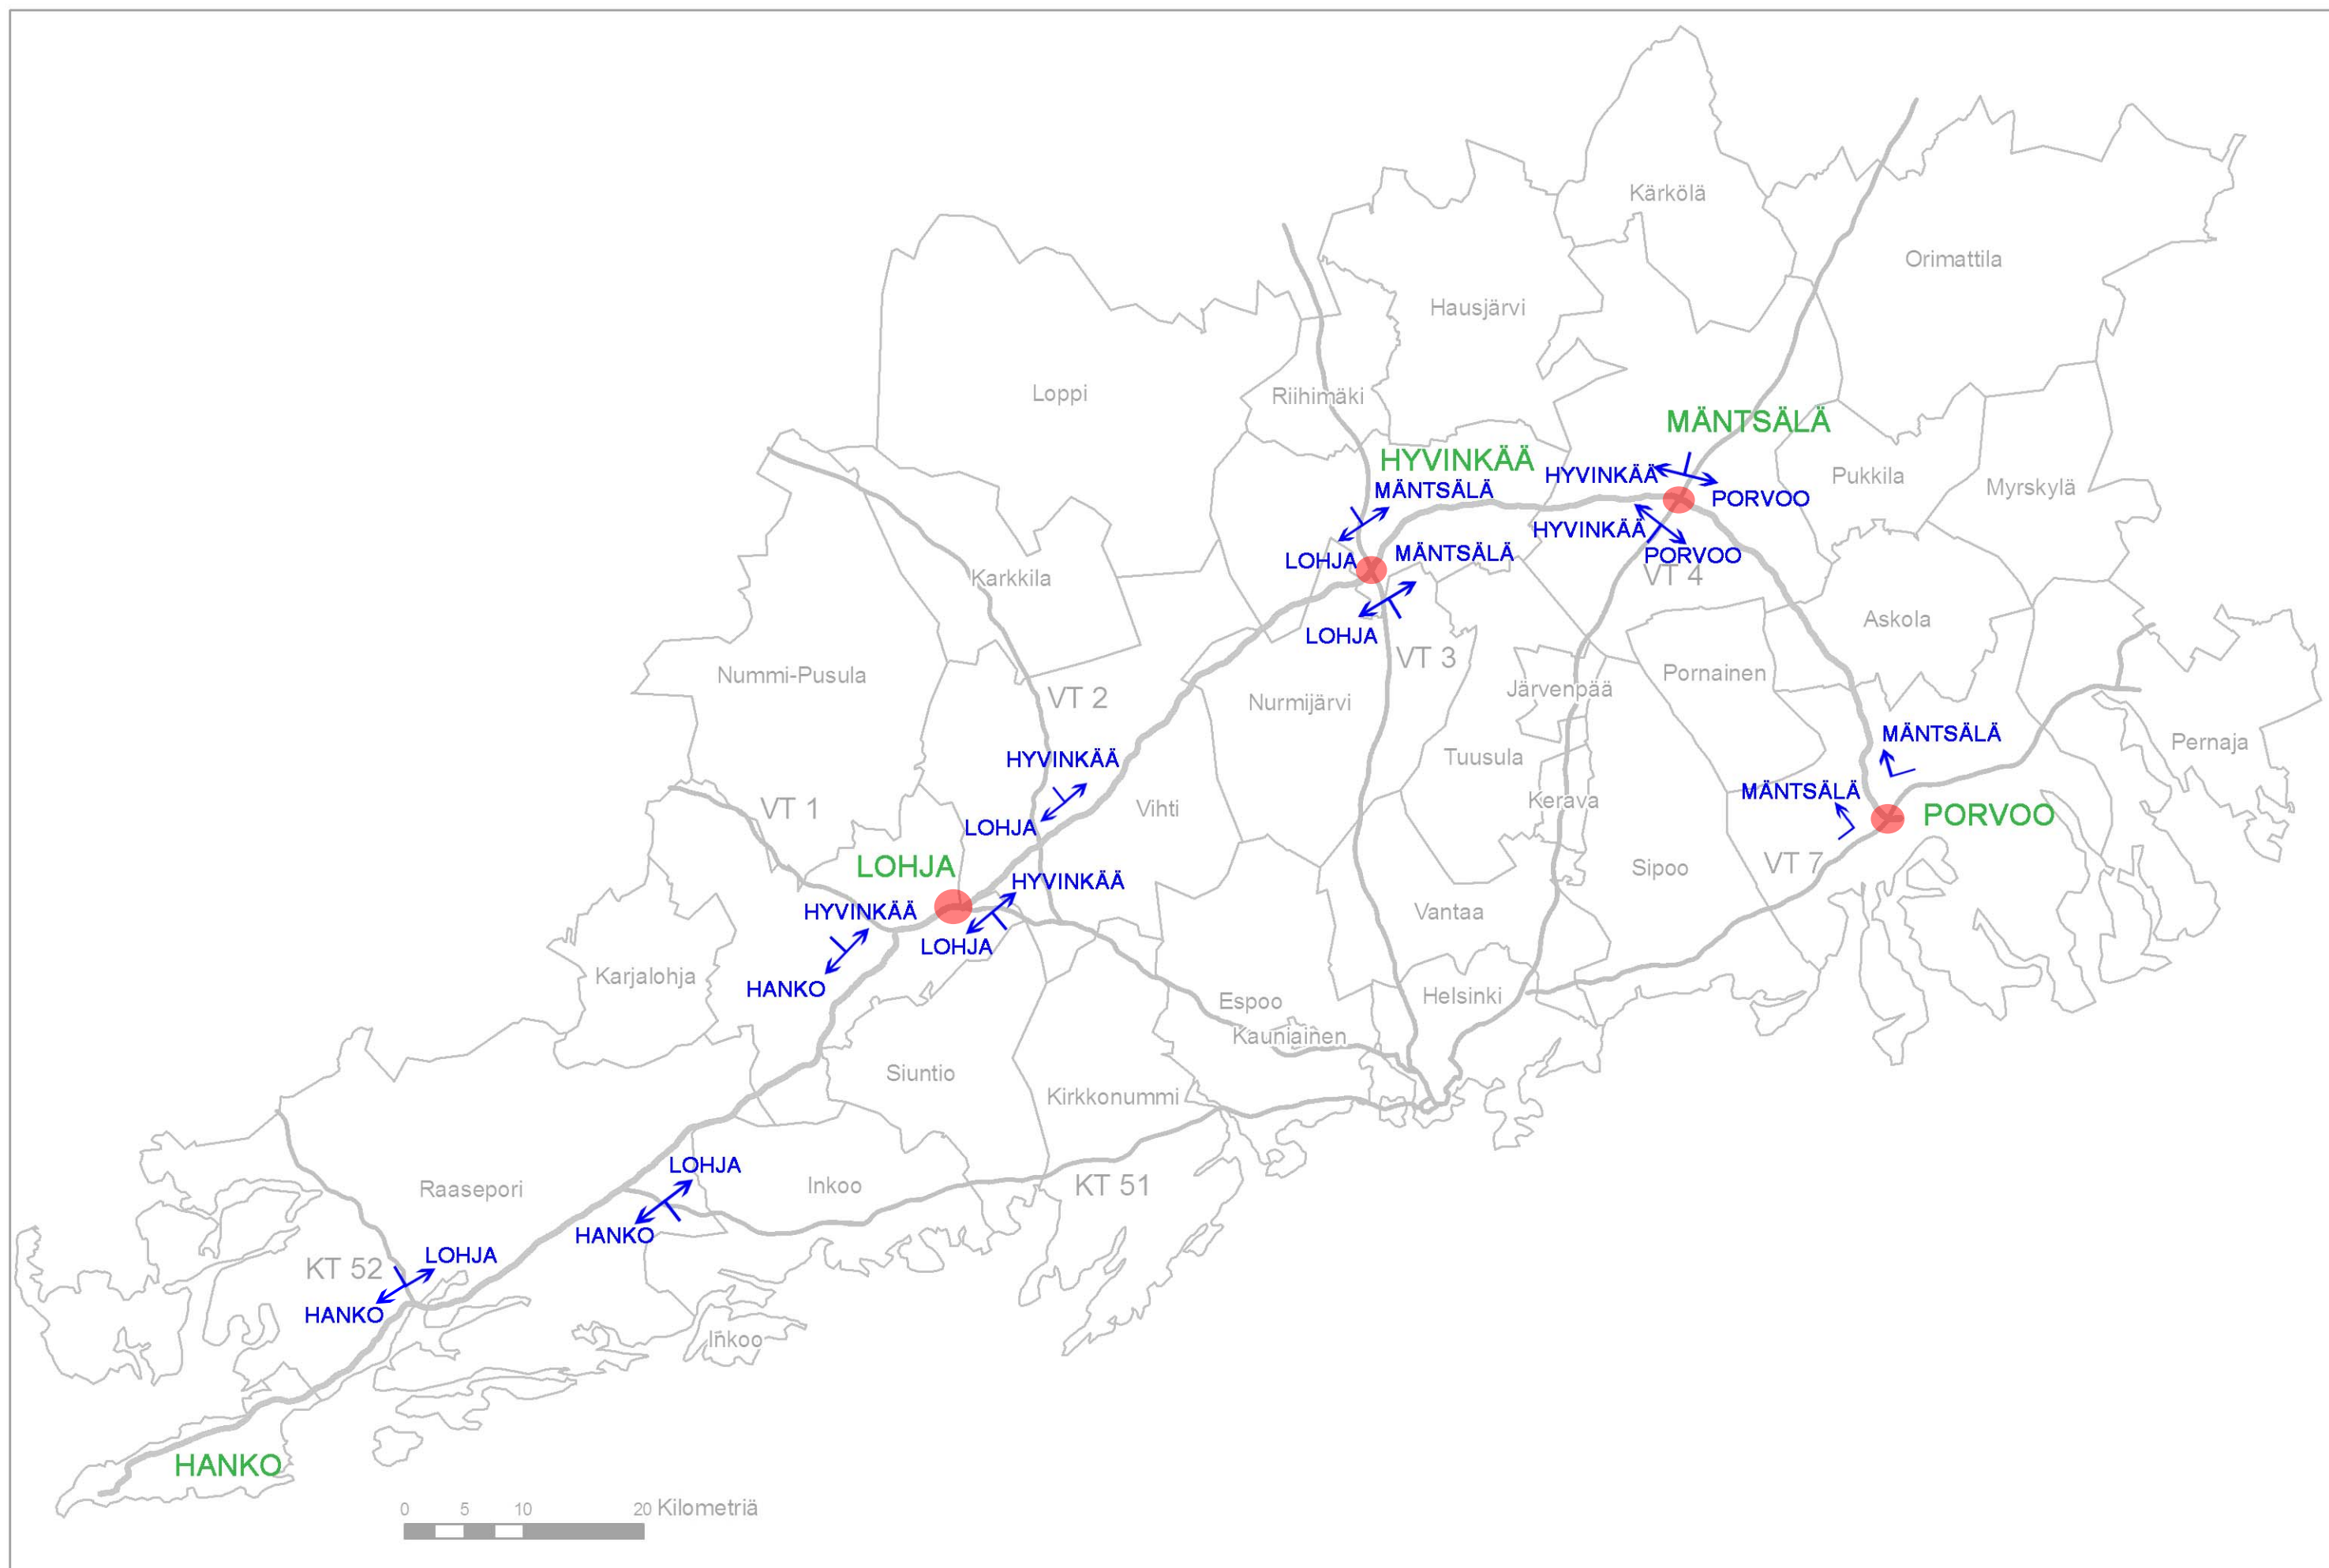 Kärkölä
Orimattila
Hausjärvi
Loppi
Riihimäki
MÄNTSÄLÄ
HYVINKÄÄ
HYVINKÄÄ
Pukkila
Myrskylä
MÄNTSÄLÄ
PORVOO
HYVINKÄÄ
MÄNTSÄLÄ
PORVOO
LOHJA
VT 4
Karkkila
Askola
LOHJA
VT 3
Nummi-Pusula
Pornainen
Järvenpää
VT 2
Nurmijärvi
MÄNTSÄLÄ
Pernaja
HYVINKÄÄ
Tuusula
MÄNTSÄLÄ
Kerava
VT 1
Vihti
PORVOO
LOHJA
LOHJA
VT 7
Sipoo
HYVINKÄÄ
HYVINKÄÄ
Vantaa
LOHJA
Karjalohja
HANKO
Helsinki
Espoo
Kauniainen
Siuntio
Kirkkonummi
LOHJA
Raasepori
Inkoo
KT 51
HANKO
LOHJA
KT 52
HANKO
Inkoo
HANKO
0 5 10 20 Kilometriä